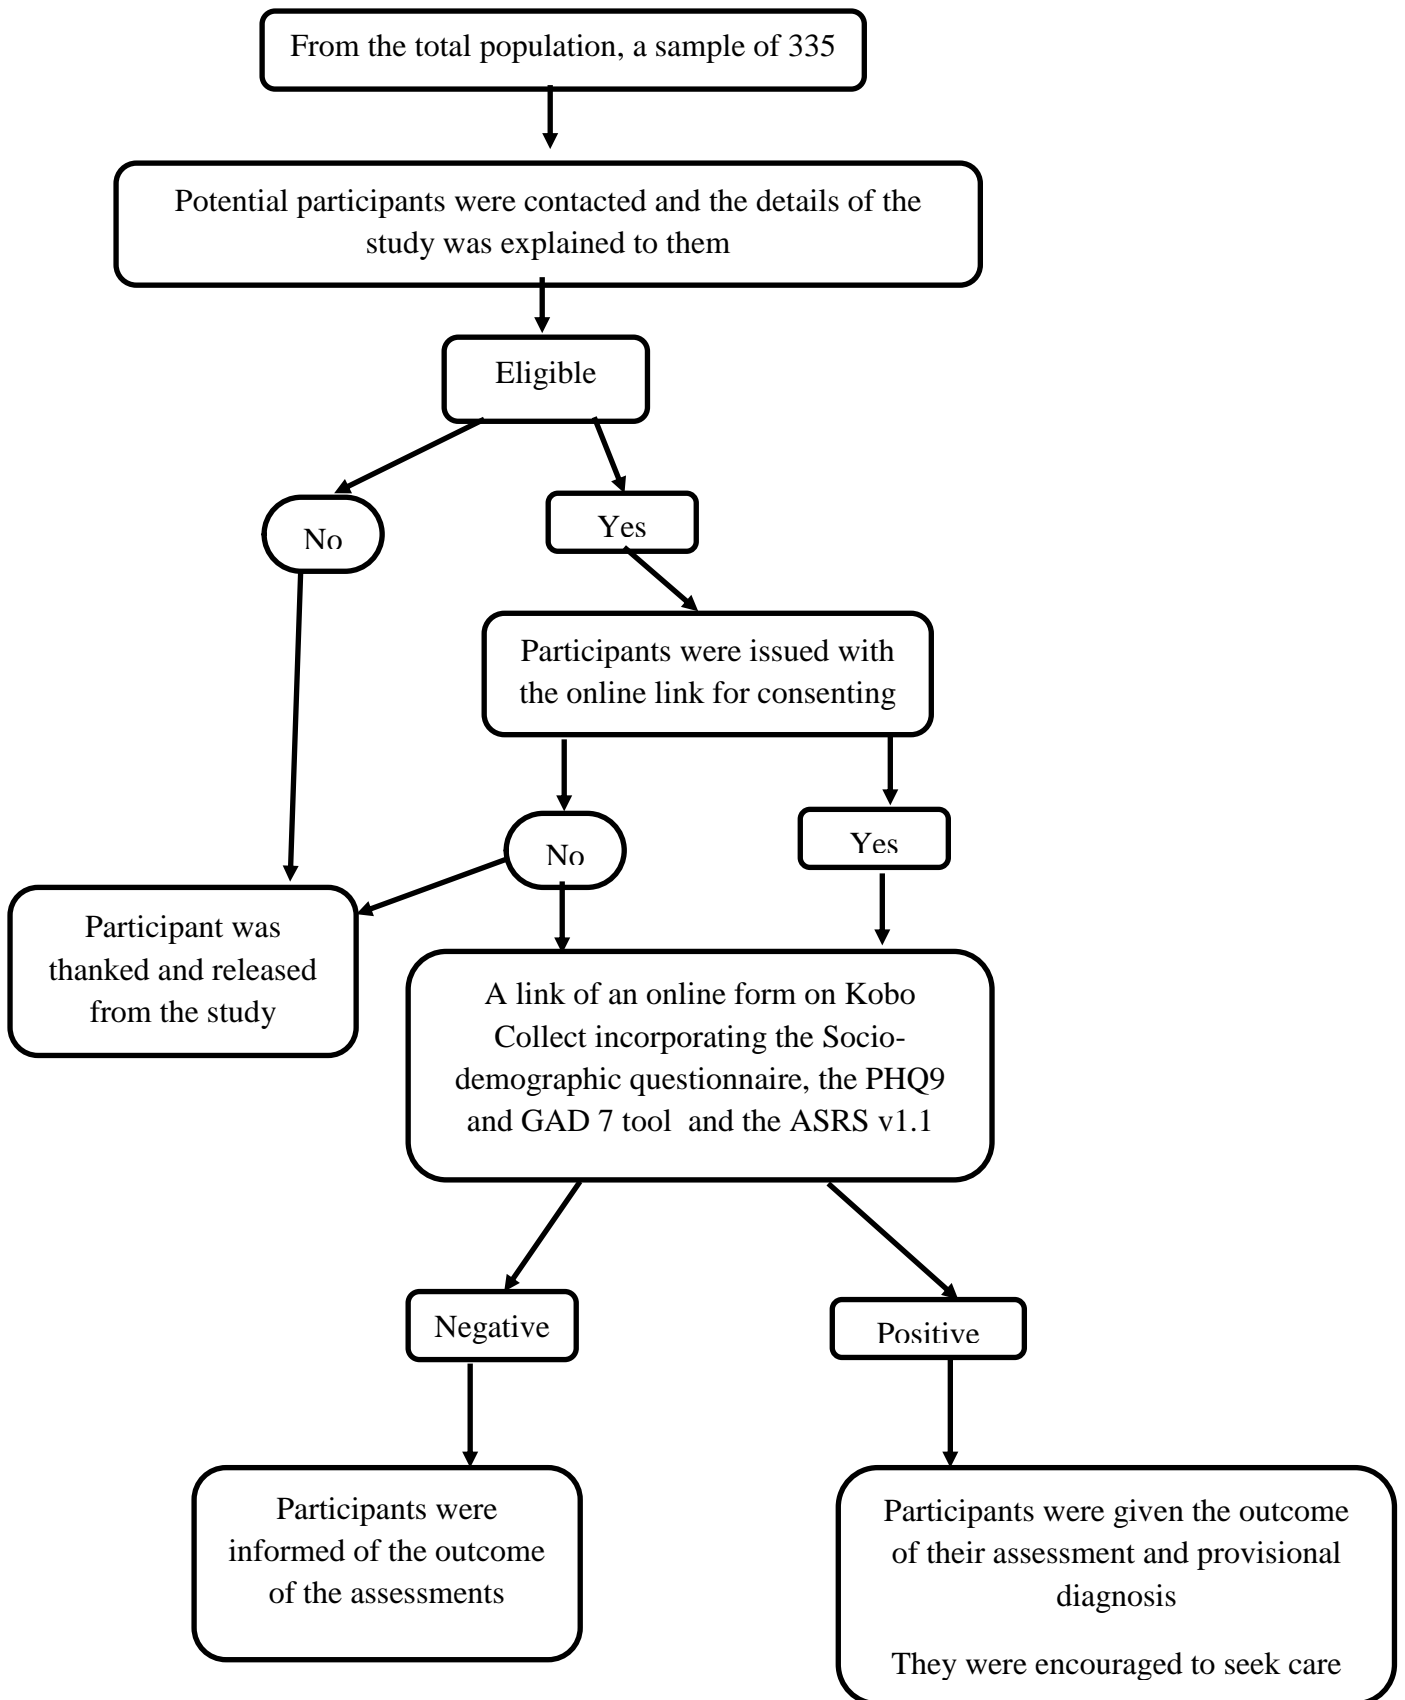 From the total population, a sample of 335
Potential participants were contacted and the details of the
study was explained to them
Eligible
No
Yes
Participants were issued with
the online link for consenting
No
Yes
Participant was
thanked and released
from the study
A link of an online form on Kobo
Collect incorporating the Socio-
demographic questionnaire, the PHQ9
and GAD 7 tool  and the ASRS v1.1
Negative
Positive
Participants were
informed of the outcome
of the assessments
Participants were given the outcome
of their assessment and provisional
diagnosis
They were encouraged to seek care